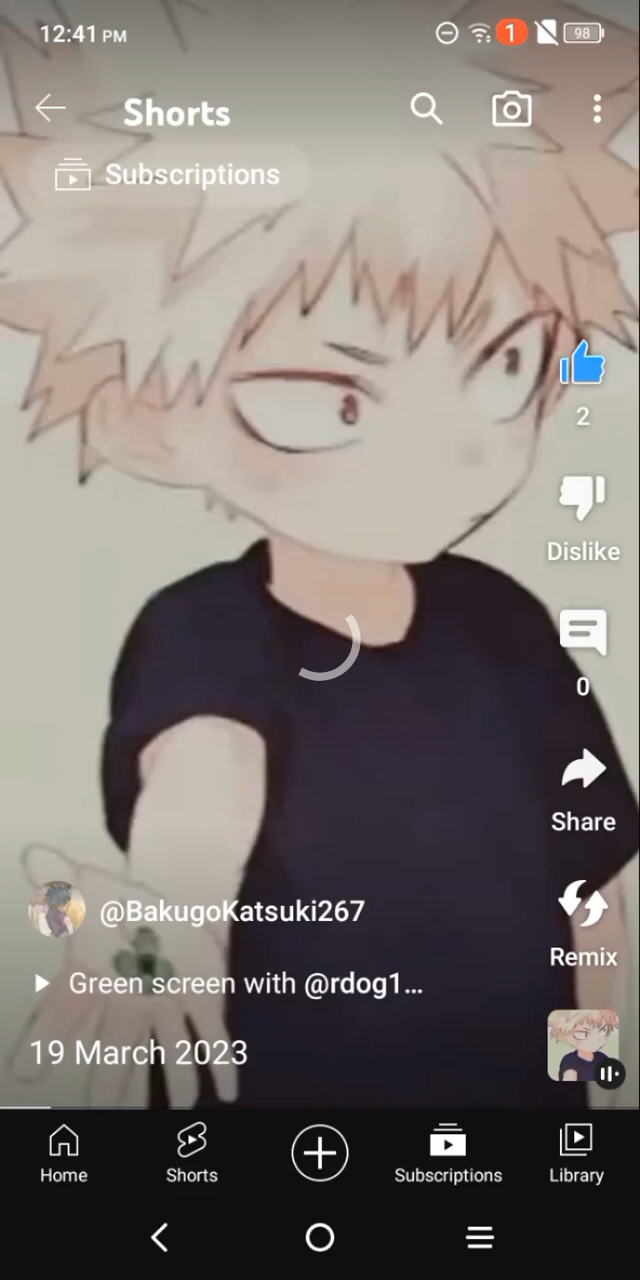 12:41 PM
1
98
Shorts
Subscriptions
2
Dislike
0
Share
@BakugoKatsuki267
Remix
Green screen with @rdog1...
19 March 2023
Home
Shorts
Subscriptions
Library